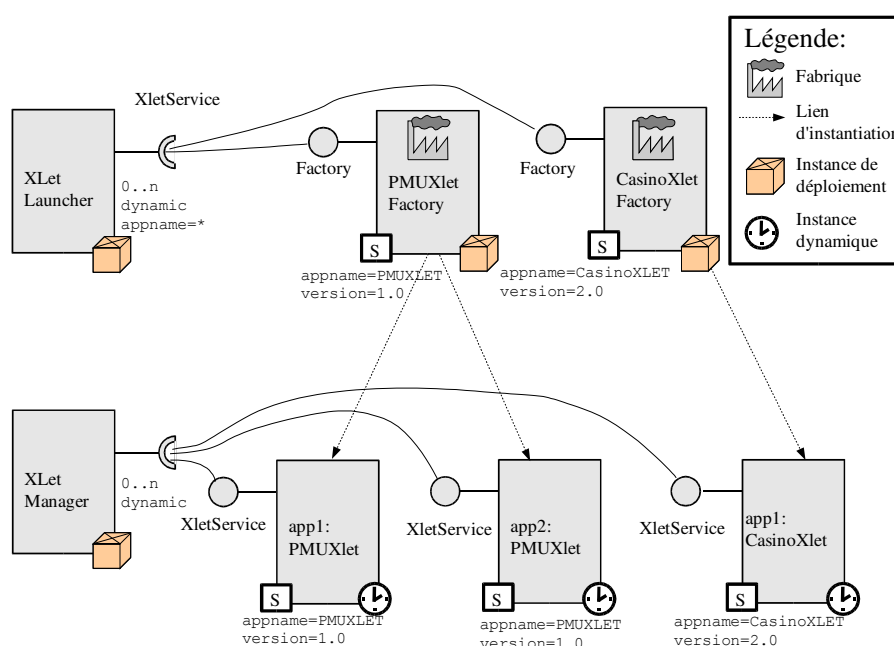 Légende:
Fabrique
Lien
d'instantiation
Instance de
déploiement
Instance
dynamique
XletService
XLet
Launcher
0..n
dynamic
appname=*
Factory
PMUXlet
Factory
S
appname=PMUXLET
version=1.0
Factory
CasinoXlet
Factory
S
appname=CasinoXLET
version=2.0
XLet
Manager
0..n
dynamic
XletService
app1:
PMUXlet
S
appname=PMUXLET
version=1.0
XletService
app2:
PMUXlet
S
appname=PMUXLET
version=1.0
XletService
app1:
CasinoXlet
S
appname=CasinoXLET
version=2.0